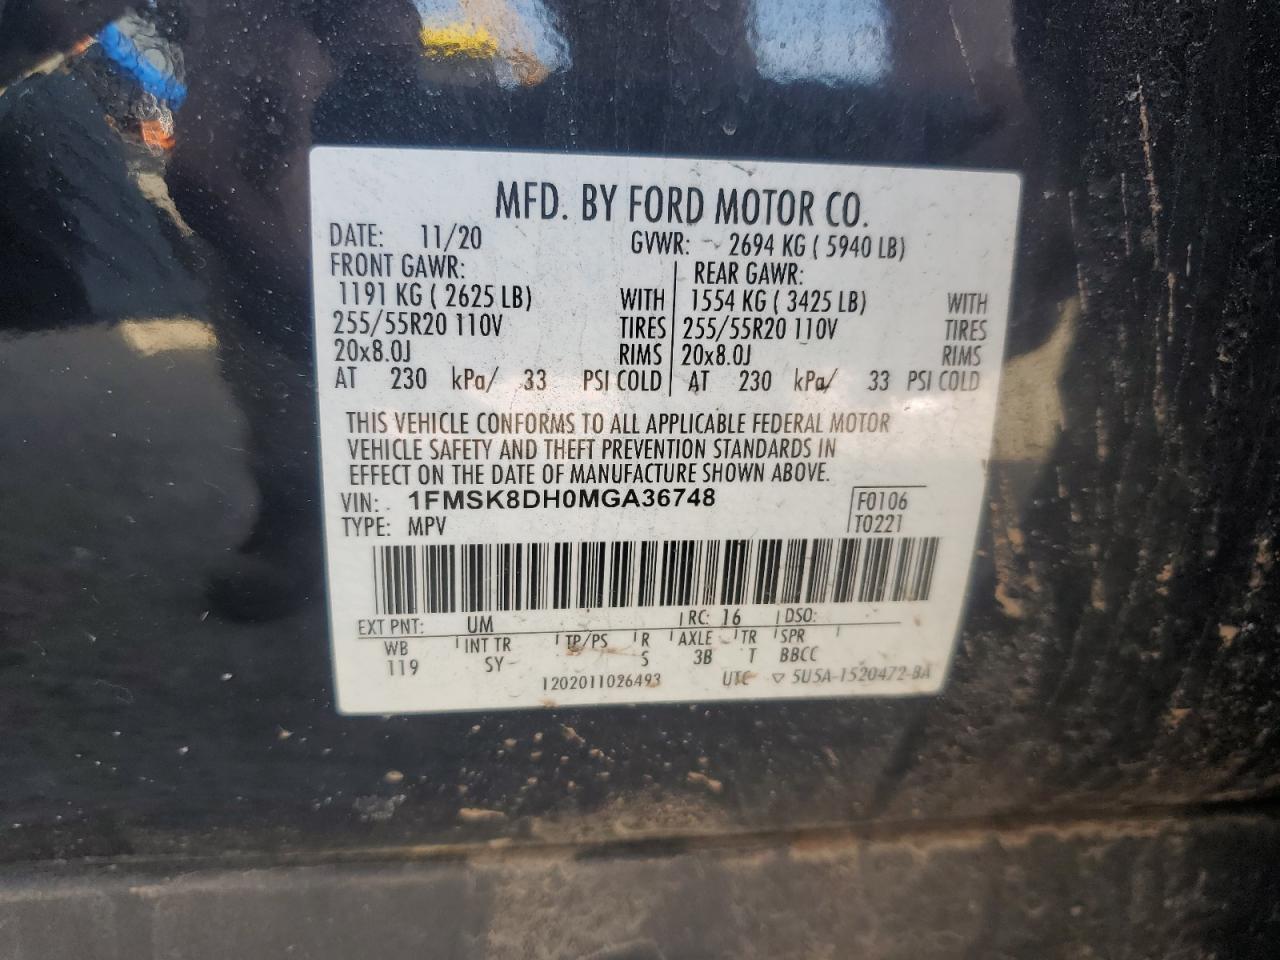 MFD. BY FORD MOTOR CO.
DATE: 11/20 GVWR: 2694 KG ( 5940 LB)
FRONT GAWR: REAR GAWR:
1191 KG ( 2625 LB) WITH 1554 KG ( 3425 LB) WITH
255/55R20 110V TIRES 255/55R20 110V TIRES
20x8.0J RIMS 20x8.0J RIMS
AT 230 kPa/ 33 PSI COLD AT 230 kPa/ 33 PSI COLD
THIS VEHICLE CONFORMS TO ALL APPLICABLE FEDERAL MOTOR
VEHICLE SAFETY AND THEFT PREVENTION STANDARDS IN
EFFECT ON THE DATE OF MANUFACTURE SHOWN ABOVE.
VIN: 1FMSK8DH0MGA36748 F0106
TYPE: MPV T0221
EXT PNT: UM RC: 16 DSO:
WB INT TR TP/PS R AXLE TR SPR
119 SY S 3B T BBCC
1202011026493 UTC ▽ 5U5A-1520472-BA